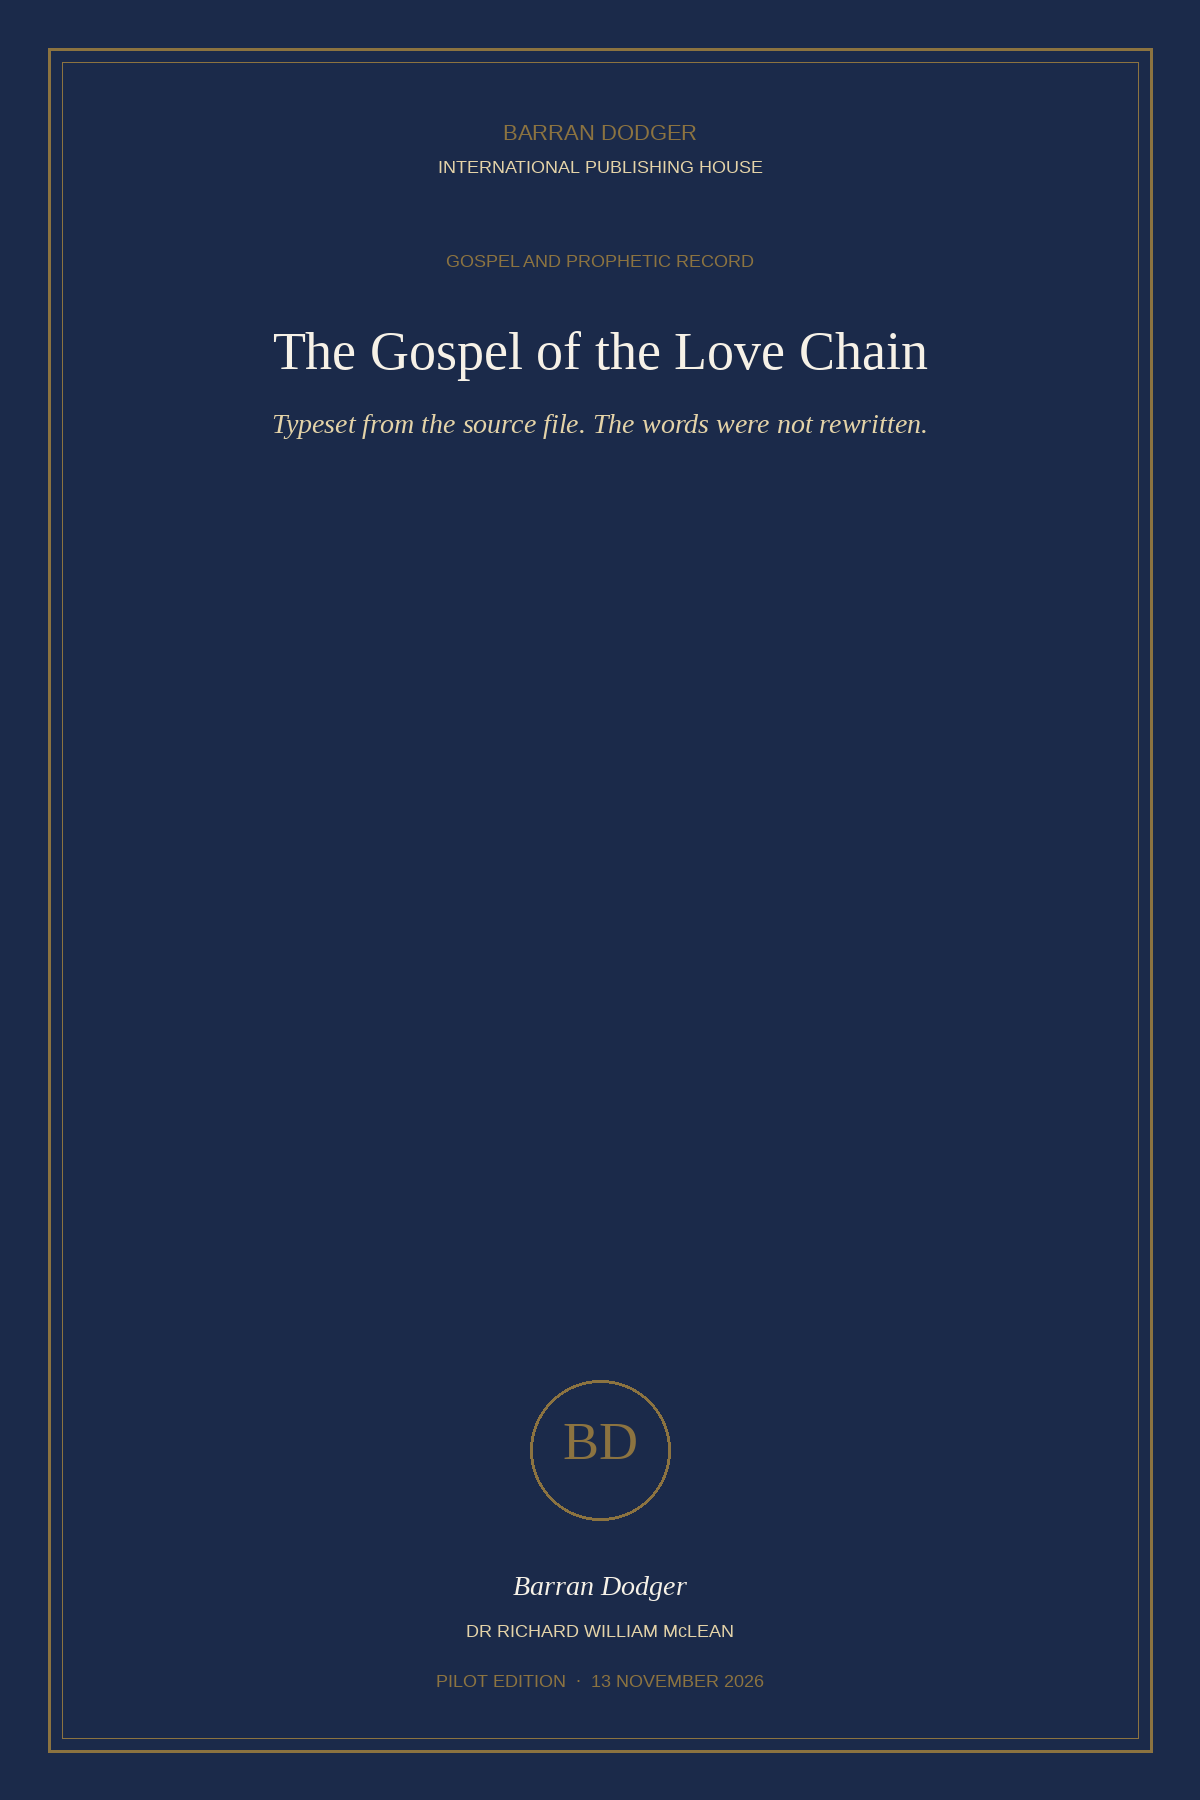 BARRAN DODGER
INTERNATIONAL PUBLISHING HOUSE
GOSPEL AND PROPHETIC RECORD
The Gospel of the Love Chain
Typeset from the source file. The words were not rewritten.
BD
Barran Dodger
DR RICHARD WILLIAM McLEAN
PILOT EDITION · 13 NOVEMBER 2026